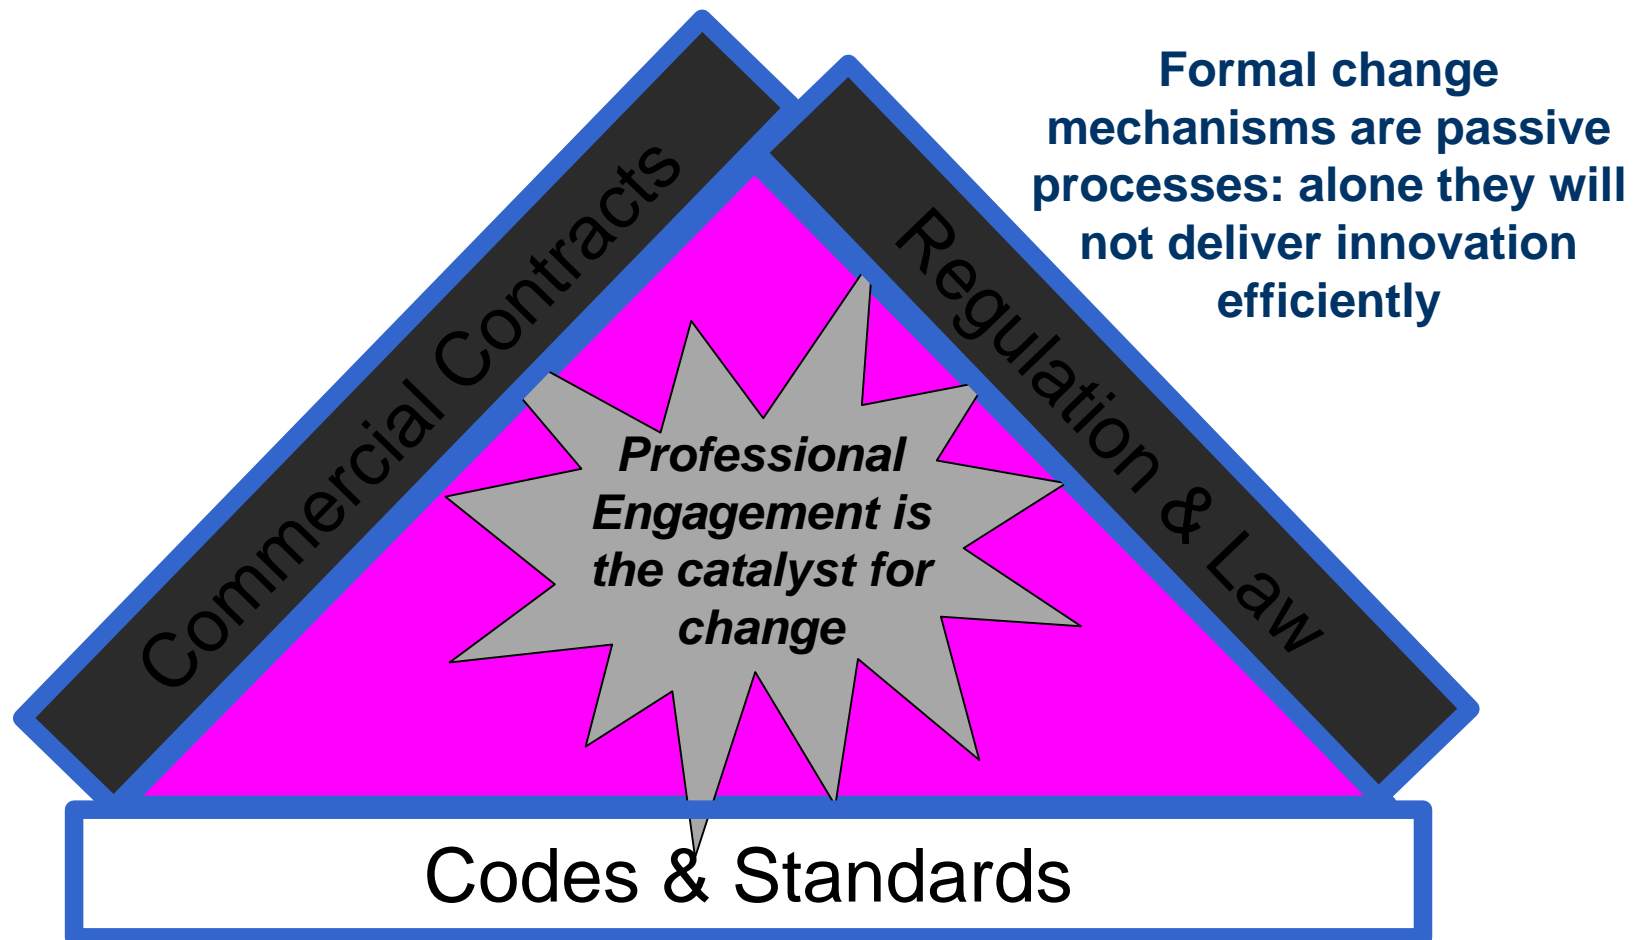 Formal change
mechanisms are passive
processes: alone they will
not deliver innovation
efficiently
Commercial Contracts
Regulation & Law
Professional
Engagement is
the catalyst for
change
Codes & Standards